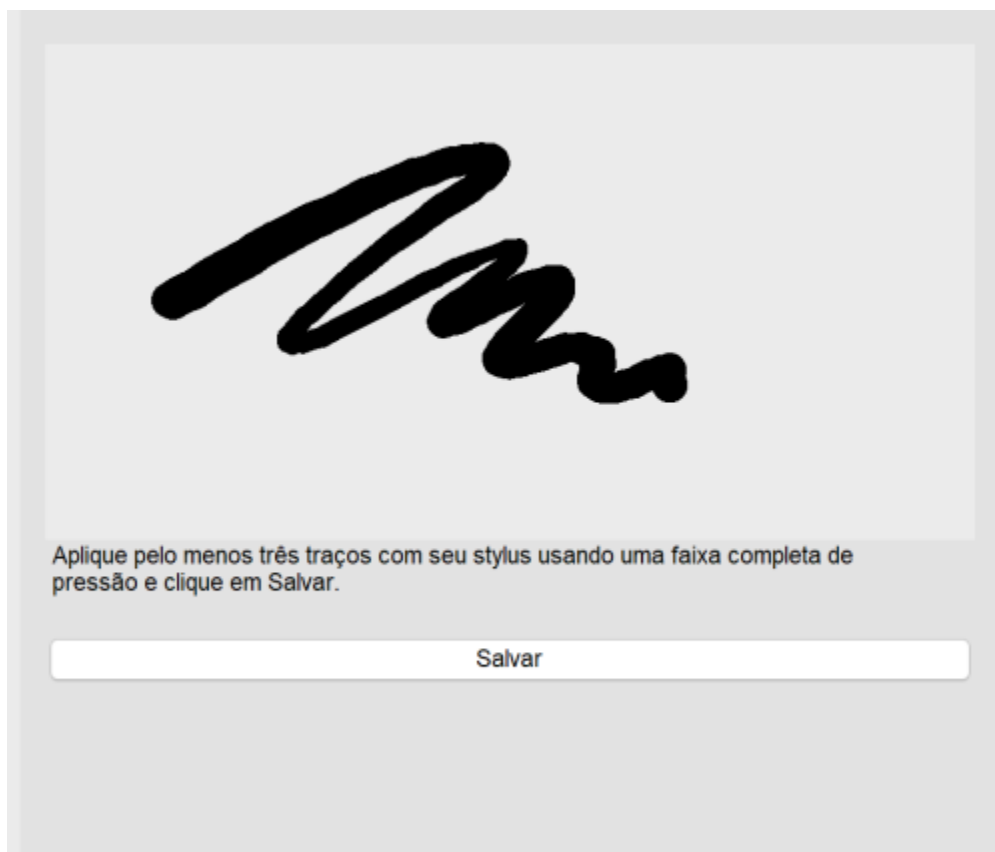 Aplique pelo menos três traços com seu stylus usando uma faixa completa de
pressão e clique em Salvar.
Salvar